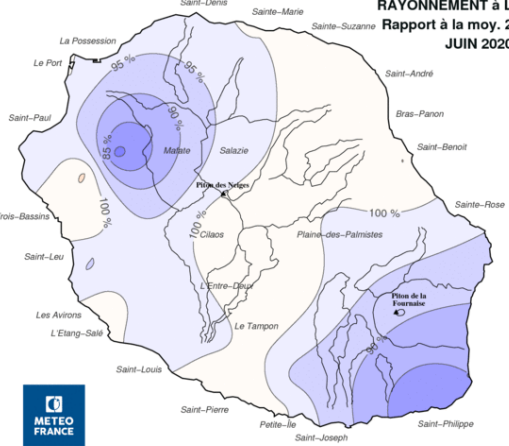 RAYONNEMENT à L
Rapport à la moy. 2
JUIN 2020
Saint-Denis
Sainte-Marie
Sainte-Suzanne
La Possession
Le Port
95 %
95 %
Saint-André
90 %
Bras-Panon
Saint-Paul
85 %
Mafate
Salazie
Saint-Benoit
Piton des Neiges
100 %
Sainte-Rose
rois-Bassins
100 %
100 %
Cilaos
Plaine-des-Palmistes
Saint-Leu
L'Entre-Deux
Piton de la
Fournaise
Les Avirons
L'Etang-Salé
Le Tampon
90 %
Saint-Louis
Saint-Pierre
Petite-Ile
Saint-Joseph
Saint-Philippe
METEO
FRANCE